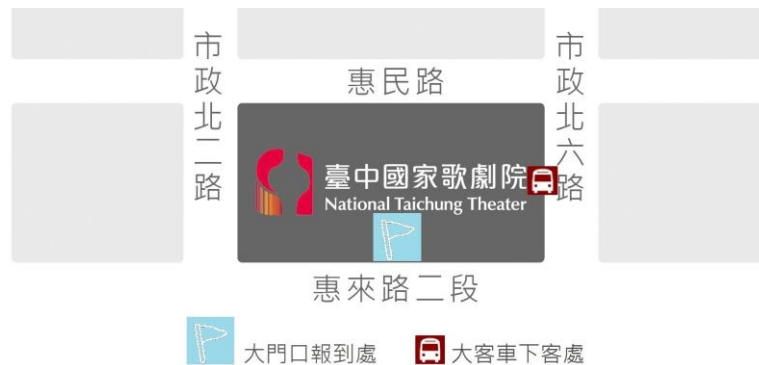 市政北二路
惠民路
市政北六路
臺中國家歌劇院
National Taichung Theater
惠來路二段
大門口報到處
大客車下客處